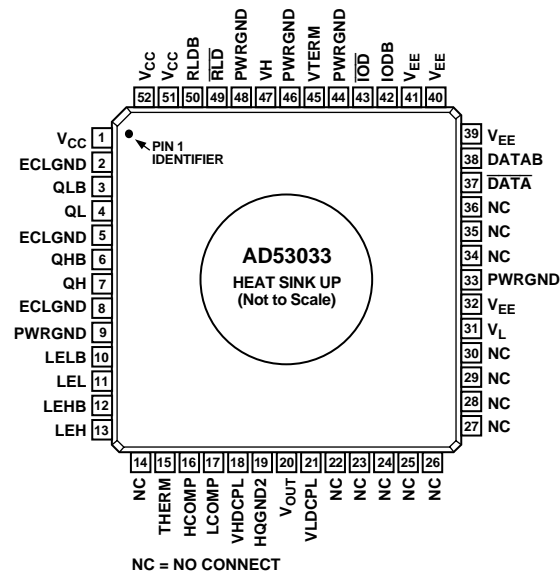 VCC
VCC
RLDB
RLD
PWRGND
VH
PWRGND
VTERM
PWRGND
IOD
IODB
VEE
VEE
52 51 50 49 48 47 46 45 44 43 42 41 40
VCC 1
ECLGND 2
QLB 3
QL 4
ECLGND 5
QHB 6
QH 7
ECLGND 8
PWRGND 9
LELB 10
LEL 11
LEHB 12
LEH 13
PIN 1
IDENTIFIER
AD53033
HEAT SINK UP
(Not to Scale)
39 VEE
38 DATAB
37 DATA
36 NC
35 NC
34 NC
33 PWRGND
32 VEE
31 VL
30 NC
29 NC
28 NC
27 NC
14 15 16 17 18 19 20 21 22 23 24 25 26
NC
THERM
HCOMP
LCOMP
VHDCPL
HQGND2
VOUT
VLDCPL
NC
NC
NC
NC
NC
NC = NO CONNECT